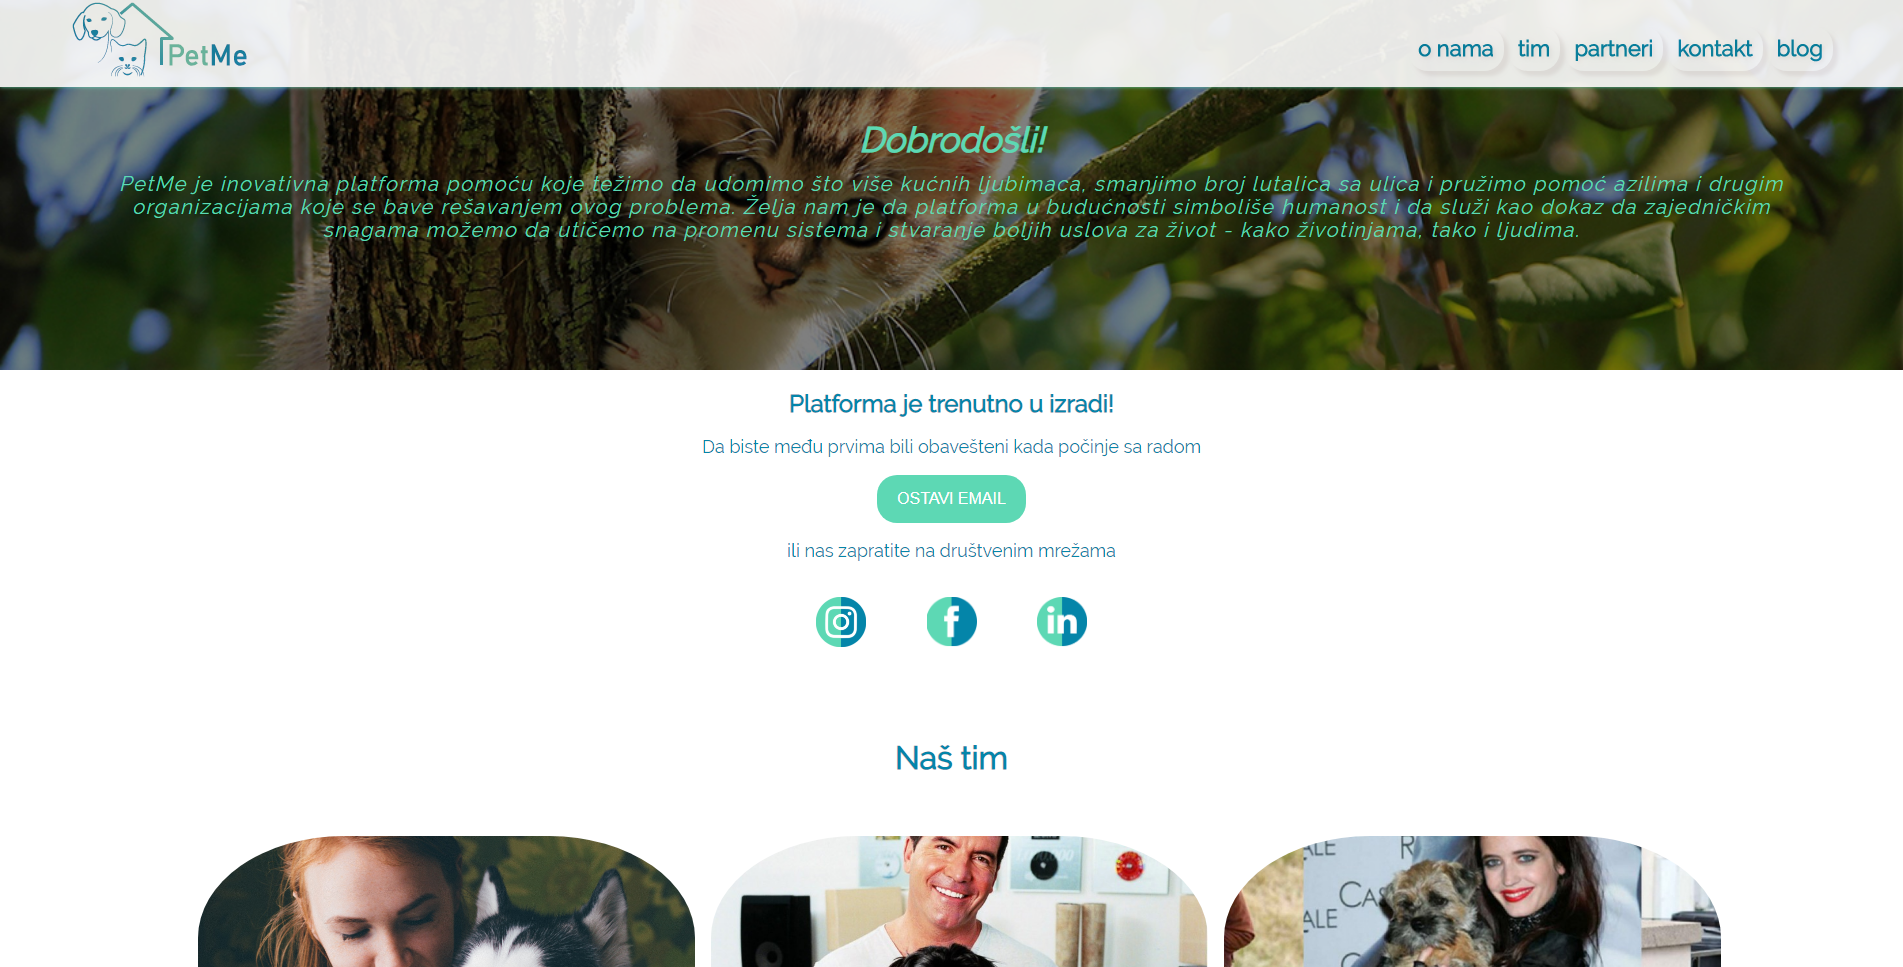 PetMe
o nama
tim
partneri
kontakt
blog
Dobrodošli!
PetMe je inovativna platforma pomoću koje težimo da udomimo što više kućnih ljubimaca, smanjimo broj lutalica sa ulica i pružimo pomoć azilima i drugim
organizacijama koje se bave rešavanjem ovog problema. Želja nam je da platforma u budućnosti simboliše humanost i da služi kao dokaz da zajedničkim
snagama možemo da utičemo na promenu sistema i stvaranje boljih uslova za život - kako životinjama, tako i ljudima.
Platforma je trenutno u izradi!
Da biste među prvima bili obavešteni kada počinje sa radom
OSTAVI EMAIL
ili nas zapratite na društvenim mrežama
f
in
Naš tim